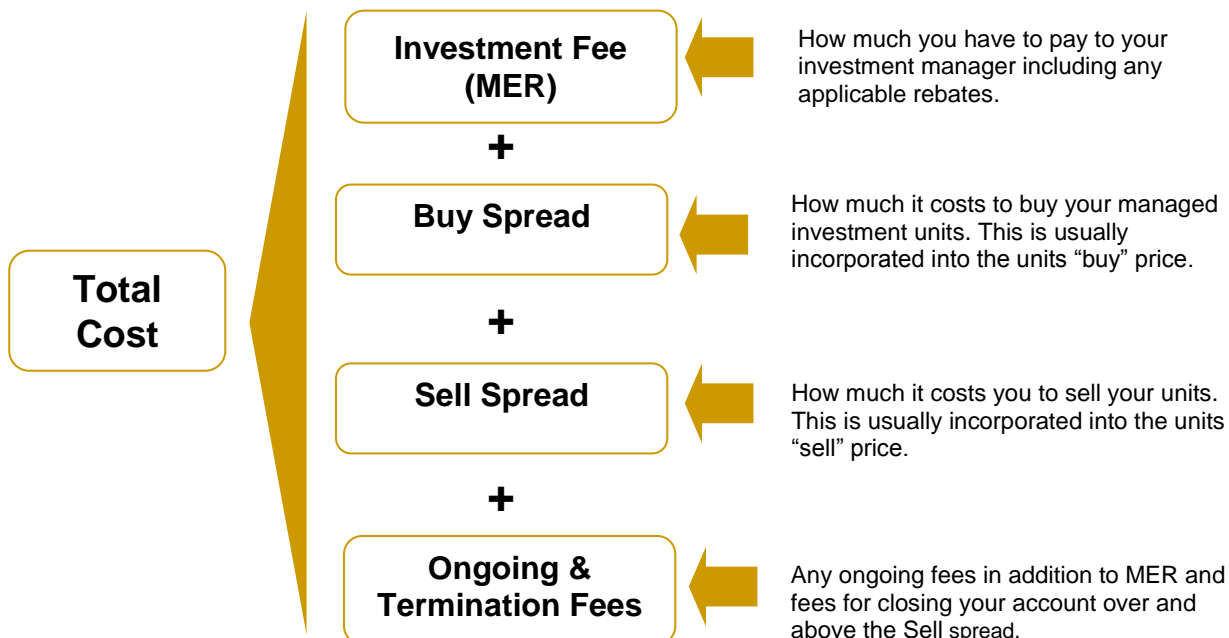 Investment Fee
(MER)
How much you have to pay to your
investment manager including any
applicable rebates.
+
Buy Spread
How much it costs to buy your managed
investment units. This is usually
incorporated into the units “buy” price.
Total
Cost
+
Sell Spread
How much it costs you to sell your units.
This is usually incorporated into the units
“sell” price.
+
Ongoing &
Termination Fees
Any ongoing fees in addition to MER and
fees for closing your account over and
above the Sell spread.